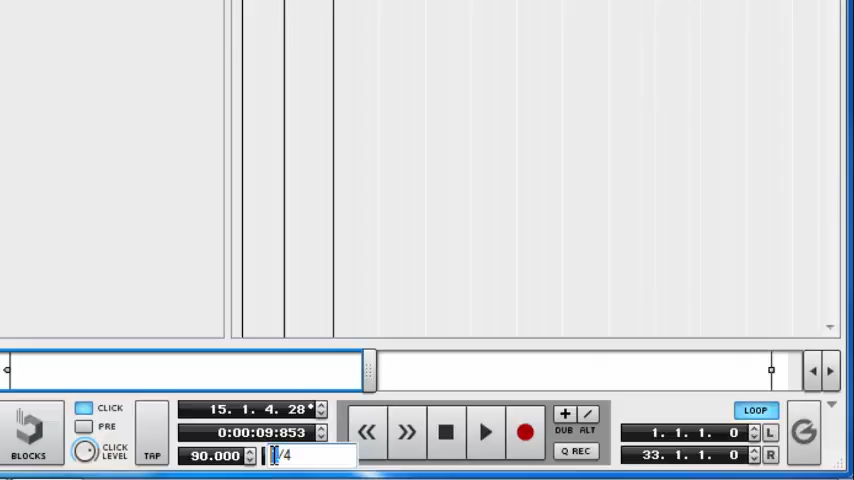 BLOCKS
CLICK
PRE
CLICK
LEVEL
TAP
15. 1. 4. 28*
0:00:09:853
90.000
/4
DUB ALT
Q REC
LOOP
1. 1. 1. 0 L
33. 1. 1. 0 R